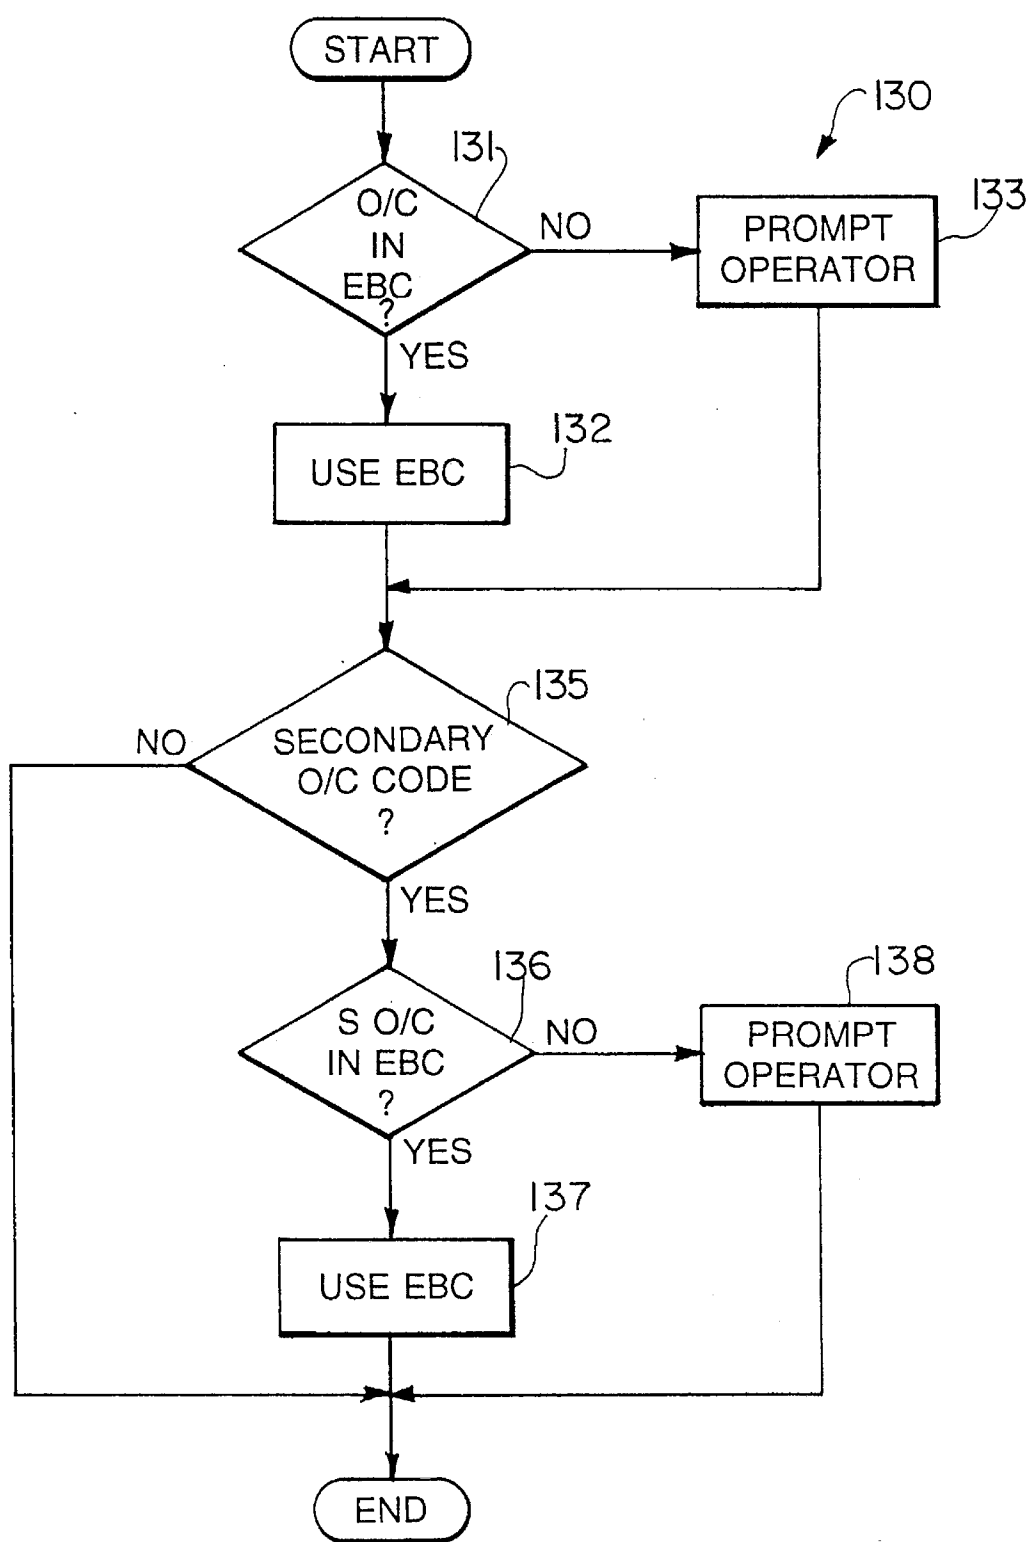 START
130
131
O/C
IN
EBC
?
NO
PROMPT
OPERATOR
133
YES
USE EBC
132
135
NO
SECONDARY
O/C CODE
?
YES
136
S O/C
IN EBC
?
NO
138
PROMPT
OPERATOR
YES
137
USE EBC
END